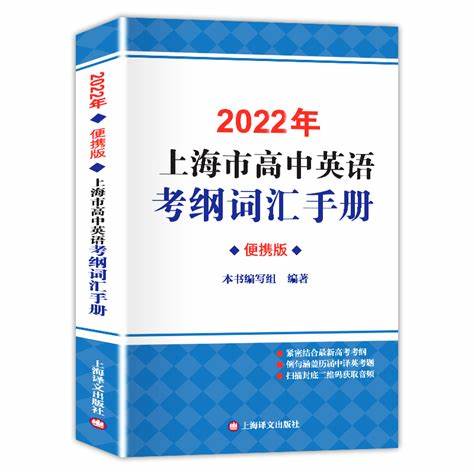 2022年
上海市高中英语
考纲词汇手册
便携版
本书编写组 编著
紧密结合最新高考考纲
例句涵盖历届中译英考题
扫描封底二维码获取音频
上海译文出版社
2022年 便携版 上海市高中英语考纲词汇手册 上海译文出版社